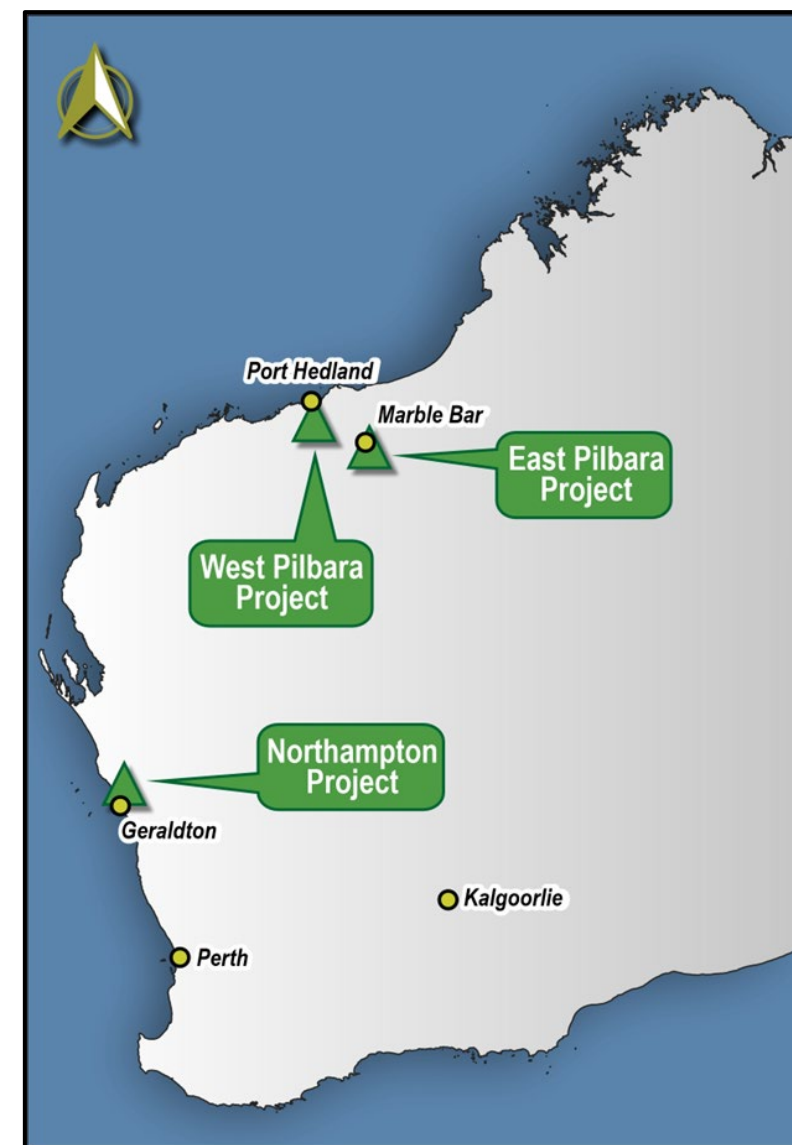 Port Hedland
Marble Bar
East Pilbara
Project
West Pilbara
Project
Northampton
Project
Geraldton
Kalgoorlie
Perth